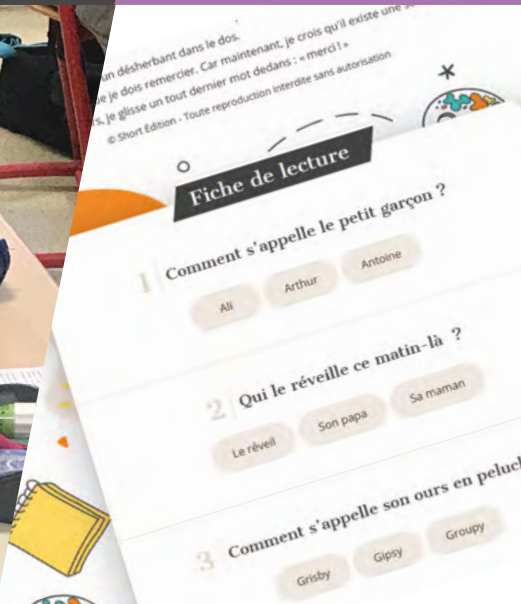 un désherbant dans le dos.
je dois remercier. Car maintenant, je crois qu'il existe une
je glisse un tout dernier mot dedans : « merci ! »
© Short Édition - Toute reproduction interdite sans autorisation
Fiche de lecture
1 Comment s'appelle le petit garçon ?
Ali Arthur Antoine
2 Qui le réveille ce matin-là ?
Le réveil Son papa Sa maman
3 Comment s'appelle son ours en peluch
Grisby Gipsy Groupy